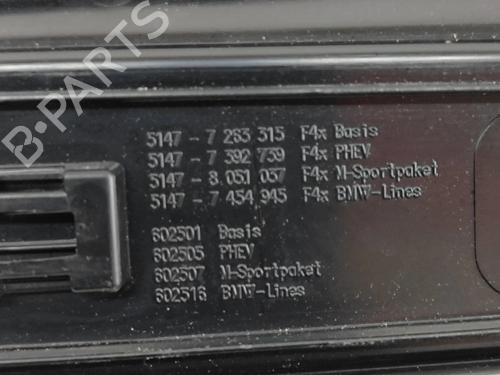 5147 - 7 263 315 F4x Basis
5147 - 7 392 739 F4x PHEV
5147 - 8 051 037 F4x M-Sportpaket
5147 - 7 454 945 F4x BMW-Lines
602501 Basis
602505 PHEV
602507 M-Sportpaket
602516 BMW-Lines
B-PARTS